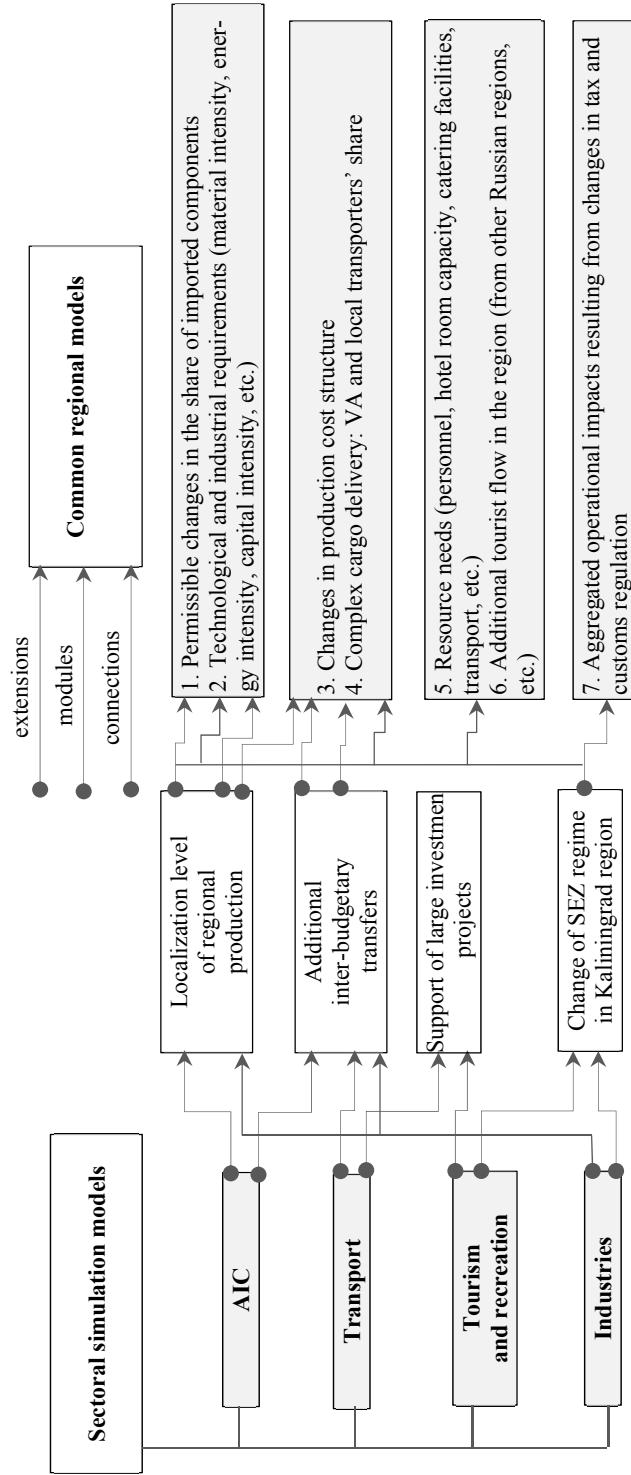 Sectoral simulation models
AIC
Transport
Tourism
and recreation
Industries
Localization level
of regional
production
Additional
inter-budgetary
transfers
Support of large investmen
projects
Change of SEZ regime
in Kaliningrad region
extensions
modules
connections
Common regional models
1. Permissible changes in the share of imported components
2. Technological and industrial requirements (material intensity, ener-
gy intensity, capital intensity, etc.)
3. Changes in production cost structure
4. Complex cargo delivery: VA and local transporters’ share
5. Resource needs (personnel, hotel room capacity, catering facilities,
transport, etc.)
6. Additional tourist flow in the region (from other Russian regions,
etc.)
7. Aggregated operational impacts resulting from changes in tax and
customs regulation